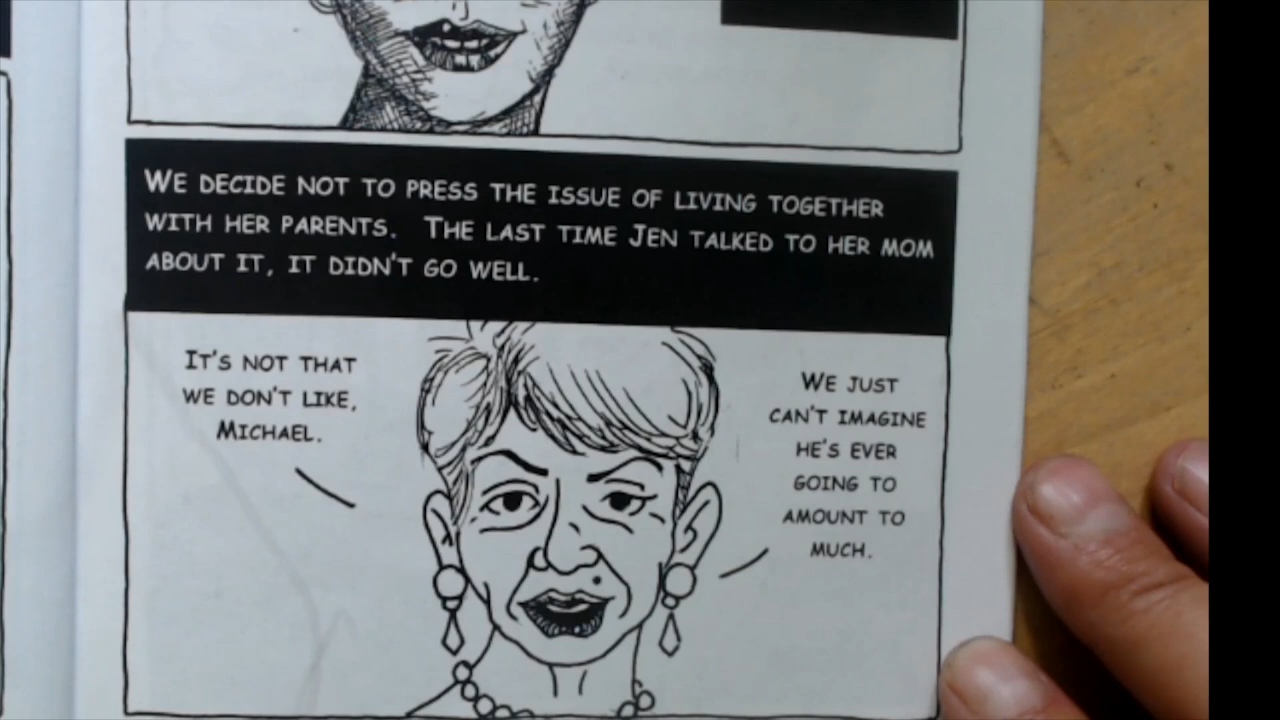 WE DECIDE NOT TO PRESS THE ISSUE OF LIVING TOGETHER
WITH HER PARENTS. THE LAST TIME JEN TALKED TO HER MOM
ABOUT IT, IT DIDN'T GO WELL.
IT'S NOT THAT
WE DON'T LIKE,
MICHAEL.
WE JUST
CAN'T IMAGINE
HE'S EVER
GOING TO
AMOUNT TO
MUCH.